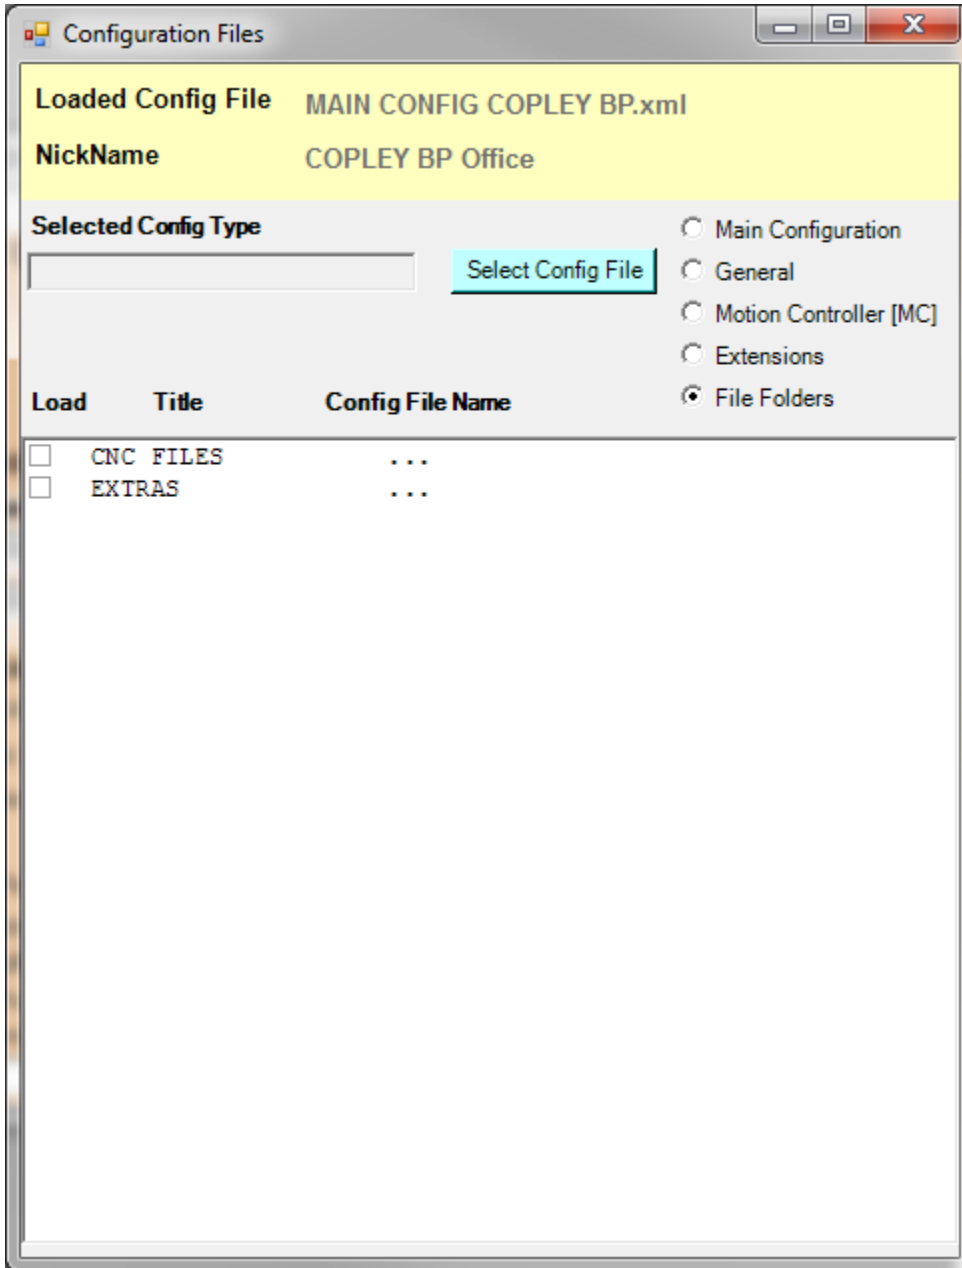 Configuration Files
Loaded Config File MAIN CONFIG COPLEY BP.xml
NickName COPLEY BP Office
Selected Config Type
Main Configuration
Select Config File
General
Motion Controller [MC]
Extensions
File Folders
Load Title Config File Name
CNC FILES ...
EXTRAS ...